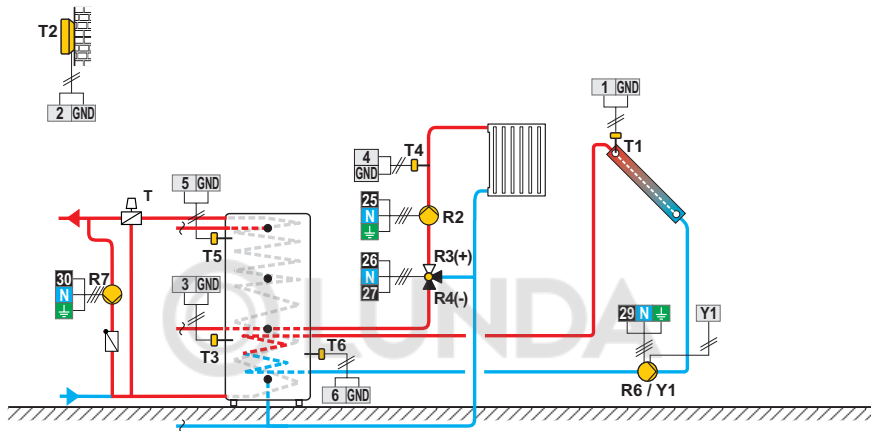 T2
2 GND
1 GND
T1
T4
4
GND
5 GND
T
T5
25
N
R2
R3(+)
26
N
27
R4(-)
30
N
R7
3 GND
T3
T6
6 GND
29 N
Y1
R6 / Y1
LUNDA